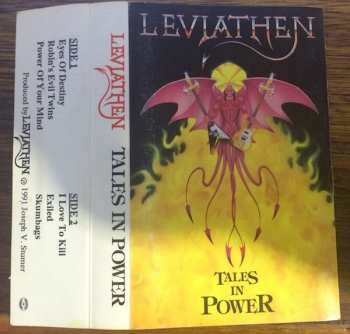 SIDE 1
Eyes Of Destiny
Robin's Evil Twins
Power Of Your Mind
SIDE 2
I Love To Kill
Exiled
Skumbags
Produced by LEVIATHEN
© 1991 Joseph V. Stumer
LEVIATHEN TALES IN POWER
LEVIATHEN
TALES
IN
POWER